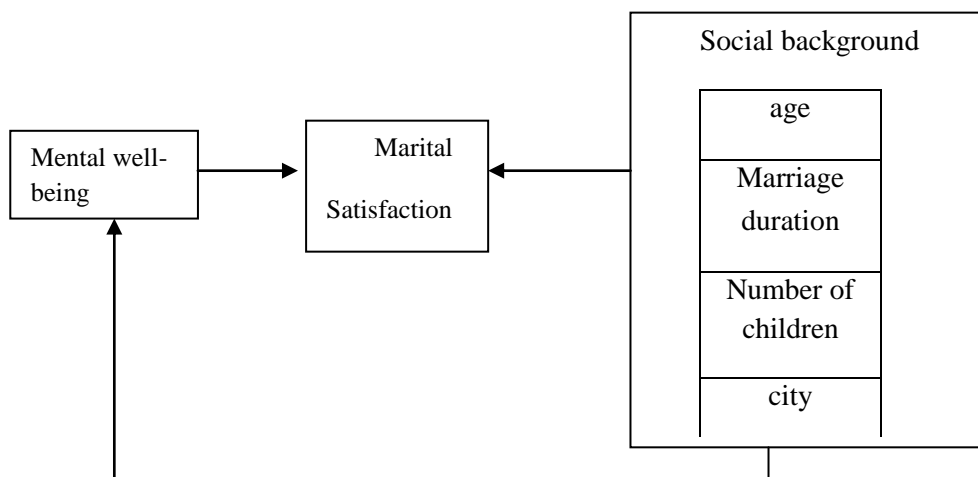 Social background
age
Marriage
duration
Number of
children
city
Mental well-
being
Marital
Satisfaction